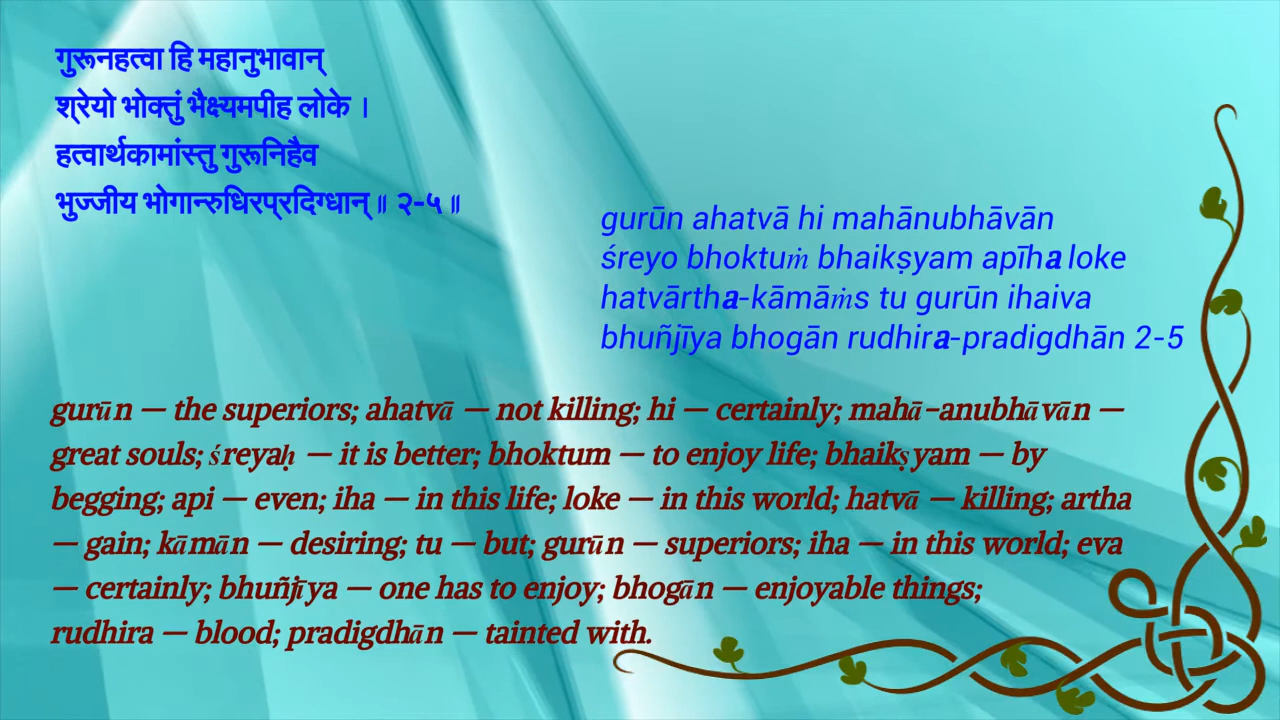 गुरूनहत्वा हि महानुभावान्
श्रेयो भोक्तुं भैक्ष्यमपीह लोके ।
हत्वार्थकामांस्तु गुरूनिहैव
भुज्जीय भोगान्रुधिरप्रदिग्धान् ॥ २-५ ॥
gurūn ahatvā hi mahānubhāvān
śreyo bhoktuṁ bhaikṣyam apīha loke
hatvārtha-kāmāṁs tu gurūn ihaiva
bhuñjīya bhogān rudhira-pradigdhān 2-5
gurūn — the superiors; ahatvā — not killing; hi — certainly; mahā-anubhāvān —
great souls; śreyaḥ — it is better; bhoktum — to enjoy life; bhaikṣyam — by
begging; api — even; iha — in this life; loke — in this world; hatvā — killing; artha
— gain; kāmān — desiring; tu — but; gurūn — superiors; iha — in this world; eva
— certainly; bhuñjīya — one has to enjoy; bhogān — enjoyable things;
rudhira — blood; pradigdhān — tainted with.